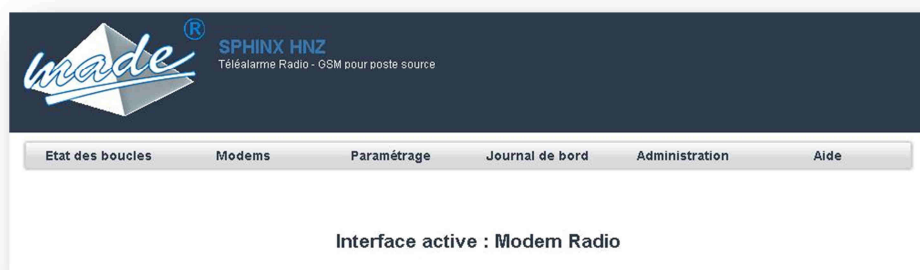 made®
SPHINX HNZ
Téléalarme Radio - GSM pour poste source
Etat des boucles Modems Paramétrage Journal de bord Administration Aide
Interface active : Modem Radio